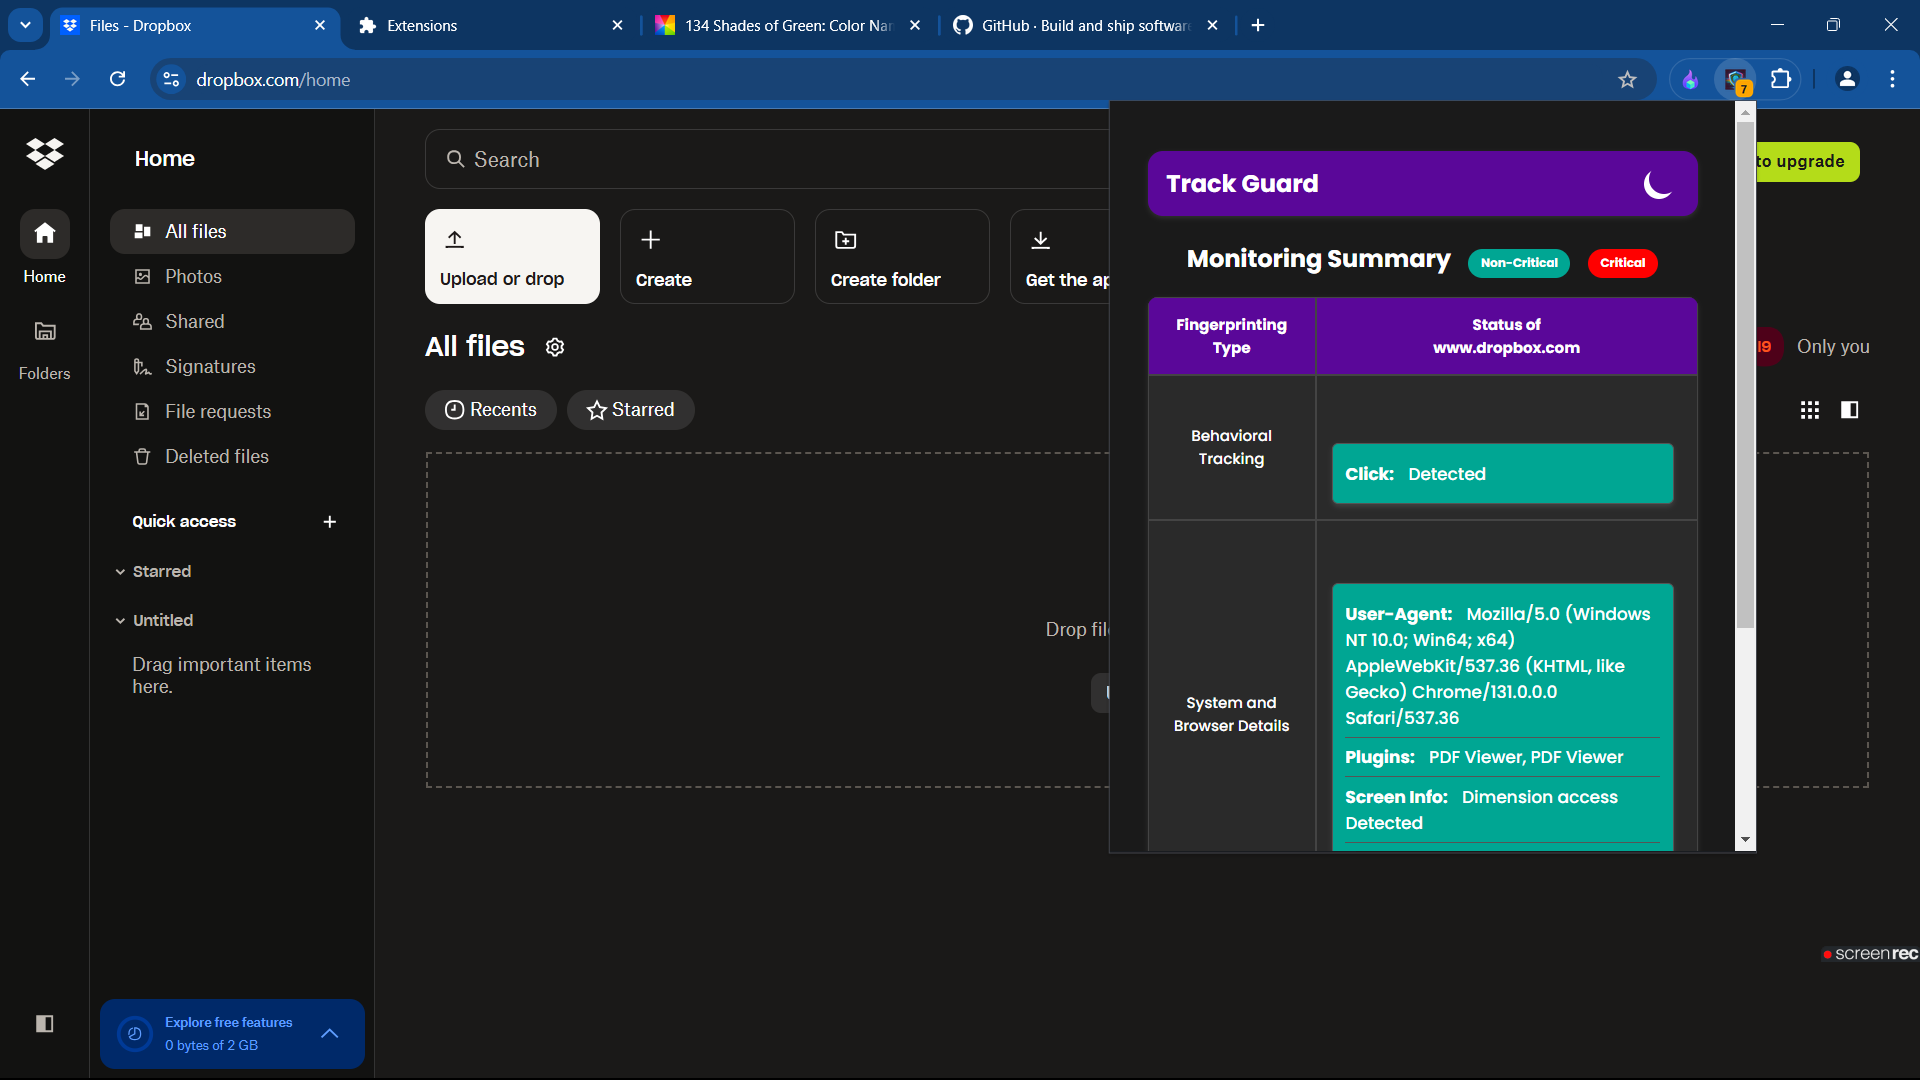 Files - Dropbox
Extensions
134 Shades of Green: Color Na
GitHub · Build and ship software
dropbox.com/home
7
Home
Folders
Home
All files
Photos
Shared
Signatures
File requests
Deleted files
Quick access
Starred
Untitled
Drag important items
here.
Explore free features
0 bytes of 2 GB
Search
Upload or drop
Create
Create folder
Get the ap
to upgrade
All files
Only you
Recents
Starred
Drop file
Track Guard
Monitoring Summary
Non-Critical
Critical
Fingerprinting
Type
Status of
www.dropbox.com
Behavioral
Tracking
Click: Detected
System and
Browser Details
User-Agent: Mozilla/5.0 (Windows
NT 10.0; Win64; x64)
AppleWebKit/537.36 (KHTML, like
Gecko) Chrome/131.0.0.0
Safari/537.36
Plugins: PDF Viewer, PDF Viewer
Screen Info: Dimension access
Detected
screenrec